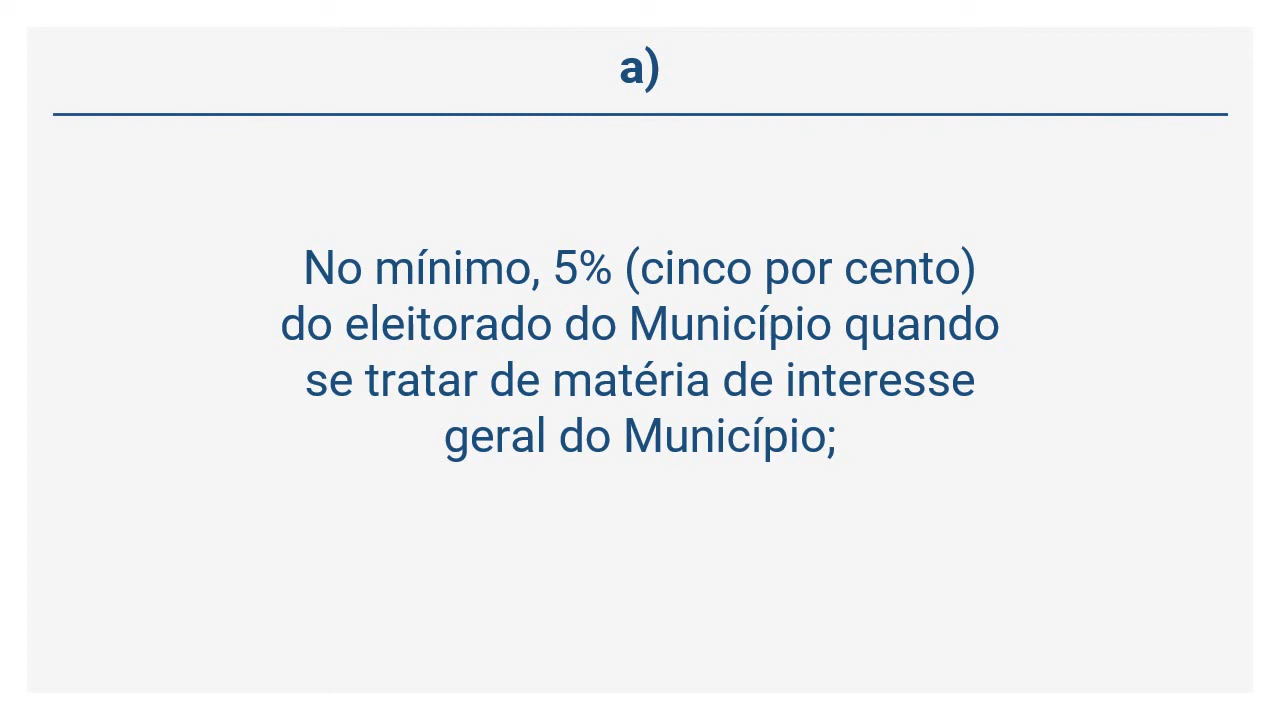 a)
No mínimo, 5% (cinco por cento)
do eleitorado do Município quando
se tratar de matéria de interesse
geral do Município;